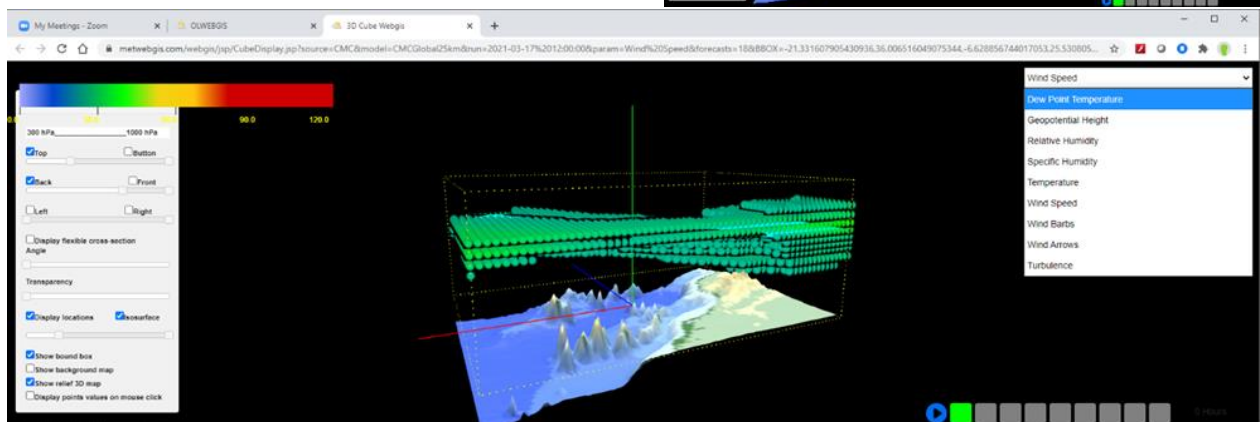 My Meetings - Zoom
OLWEBGIS
3D Cube Webgis
metwebgis.com/webgis/jsp/CubeDisplay.jsp?source=CMC&model=CMCGlobal25km&run=2021-03-17%2012:00:00&param=Wind%20Speed&forecasts=18&BBOX=-21.331607905430936,36.006516049075344,-6.628856744017053,25.530805...
90.0 120.0
300 hPa 1000 hPa
Top Button
Back Front
Left Right
Display flexible cross-section
Angle
Transparency
Display locations Isosurface
Show bound box
Show background map
Show relief 3D map
Display points values on mouse click
Wind Speed
Dew Point Temperature
Geopotential Height
Relative Humidity
Specific Humidity
Temperature
Wind Speed
Wind Barbs
Wind Arrows
Turbulence
0 Hours